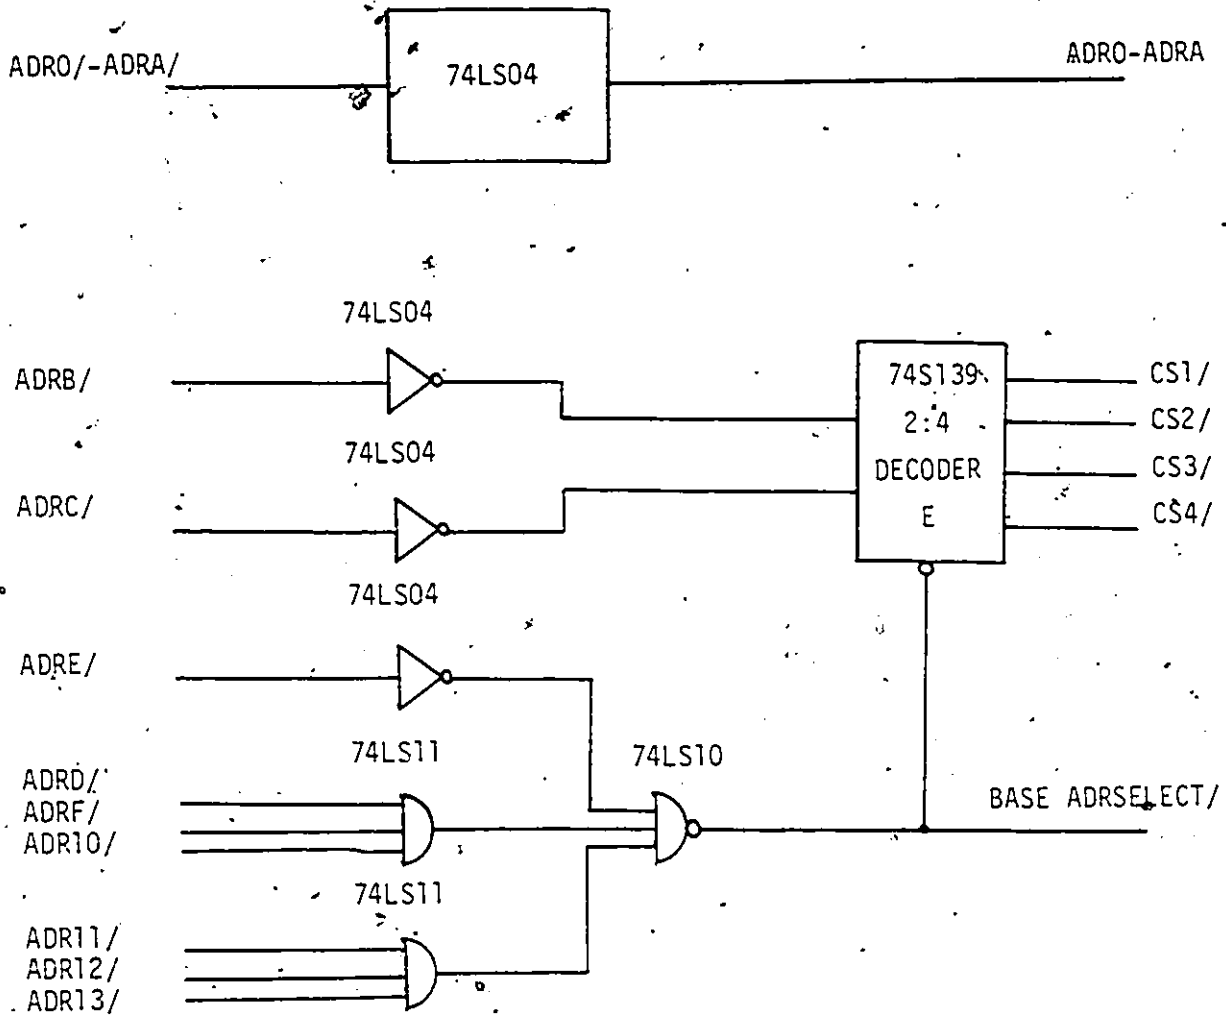 ADR0/-ADRA/
74LS04
ADR0-ADRA
74LS04
ADRB/
74LS04
ADRC/
74S139
2:4
DECODER
E
CS1/
CS2/
CS3/
CS4/
74LS04
ADRE/
74LS11
ADRD/
ADRF/
ADR10/
74LS10
BASE ADRSELECT/
74LS11
ADR11/
ADR12/
ADR13/